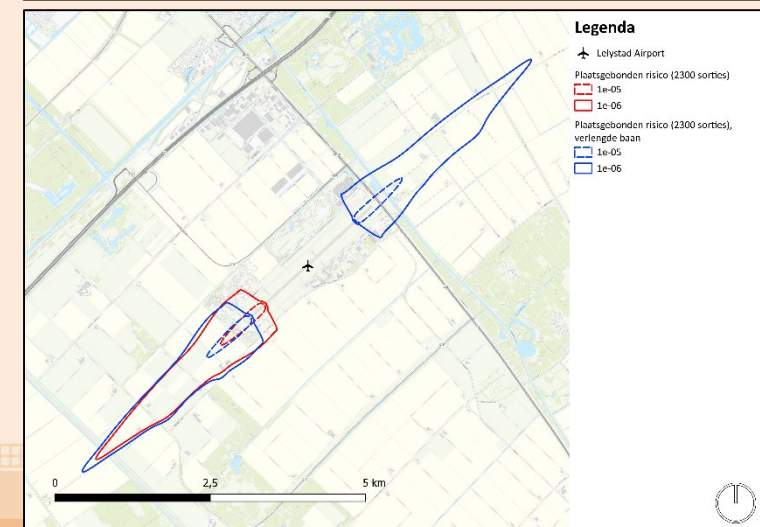 Legenda
Lelystad Airport
Plaatsgebonden risico (2300 sorties)
1e-05
1e-06
Plaatsgebonden risico (2300 sorties),
verlengde baan
1e-05
1e-06
0
2,5
5 km